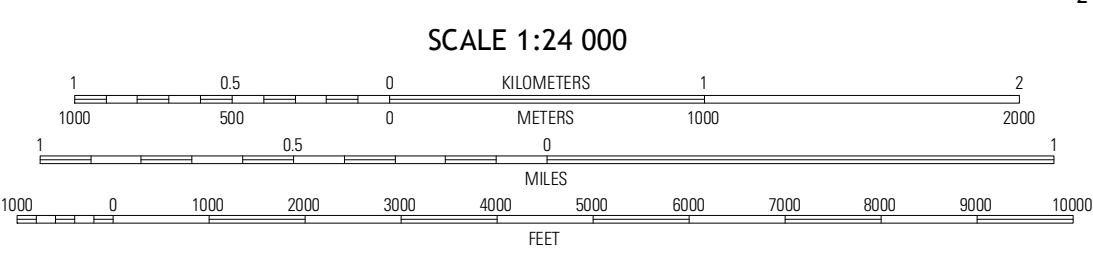 2
SCALE 1:24 000
1 0.5 0 KILOMETERS 1 2
1000 500 0 METERS 1000 2000
1 0.5 0 1
MILES
1000 0 1000 2000 3000 4000 5000 6000 7000 8000 9000 10000
FEET